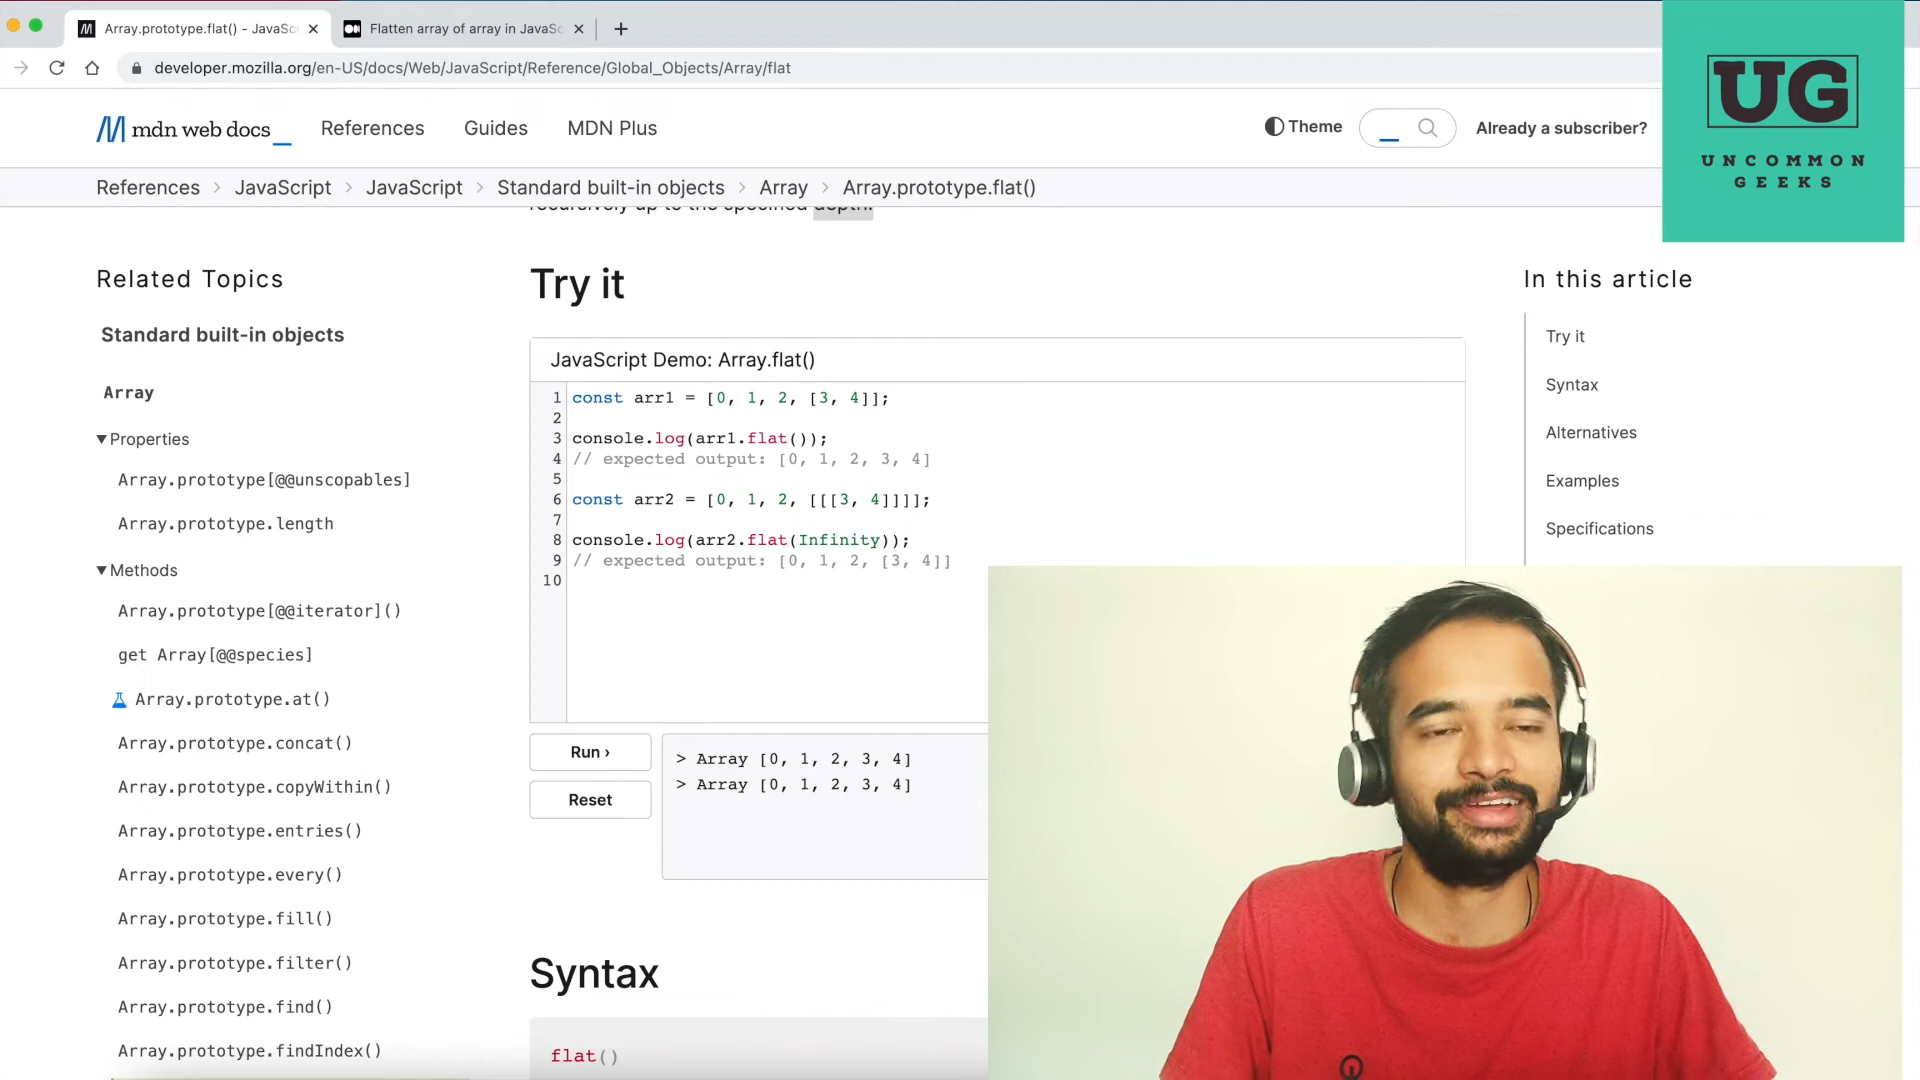 Array.prototype.flat() - JavaSc
Flatten array of array in JavaSc
developer.mozilla.org/en-US/docs/Web/JavaScript/Reference/Global_Objects/Array/flat
mdn web docs_
References
Guides
MDN Plus
Theme
Already a subscriber?
UG
UNCOMMON
GEEKS
References > JavaScript > JavaScript > Standard built-in objects > Array > Array.prototype.flat()
recursively up to the specified depth.
Related Topics
Standard built-in objects
Array
Properties
Array.prototype[@@unscopables]
Array.prototype.length
Methods
Array.prototype[@@iterator]()
get Array[@@species]
Array.prototype.at()
Array.prototype.concat()
Array.prototype.copyWithin()
Array.prototype.entries()
Array.prototype.every()
Array.prototype.fill()
Array.prototype.filter()
Array.prototype.find()
Array.prototype.findIndex()
Try it
JavaScript Demo: Array.flat()
1 const arr1 = [0, 1, 2, [3, 4]];
2
3 console.log(arr1.flat());
4 // expected output: [0, 1, 2, 3, 4]
5
6 const arr2 = [0, 1, 2, [[[3, 4]]]];
7
8 console.log(arr2.flat(Infinity));
9 // expected output: [0, 1, 2, [3, 4]]
10
Run ›
Reset
> Array [0, 1, 2, 3, 4]
> Array [0, 1, 2, 3, 4]
Syntax
flat()
In this article
Try it
Syntax
Alternatives
Examples
Specifications